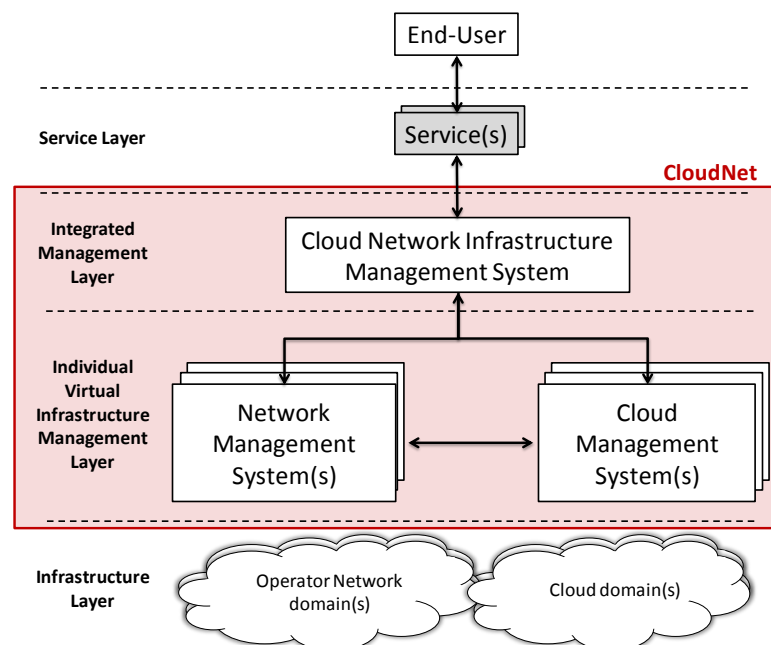 End-User
Service Layer
Service(s)
CloudNet
Integrated
Management
Layer
Cloud Network Infrastructure
Management System
Individual
Virtual
Infrastructure
Management
Layer
Network
Management
System(s)
Cloud
Management
System(s)
Infrastructure
Layer
Operator Network
domain(s)
Cloud domain(s)